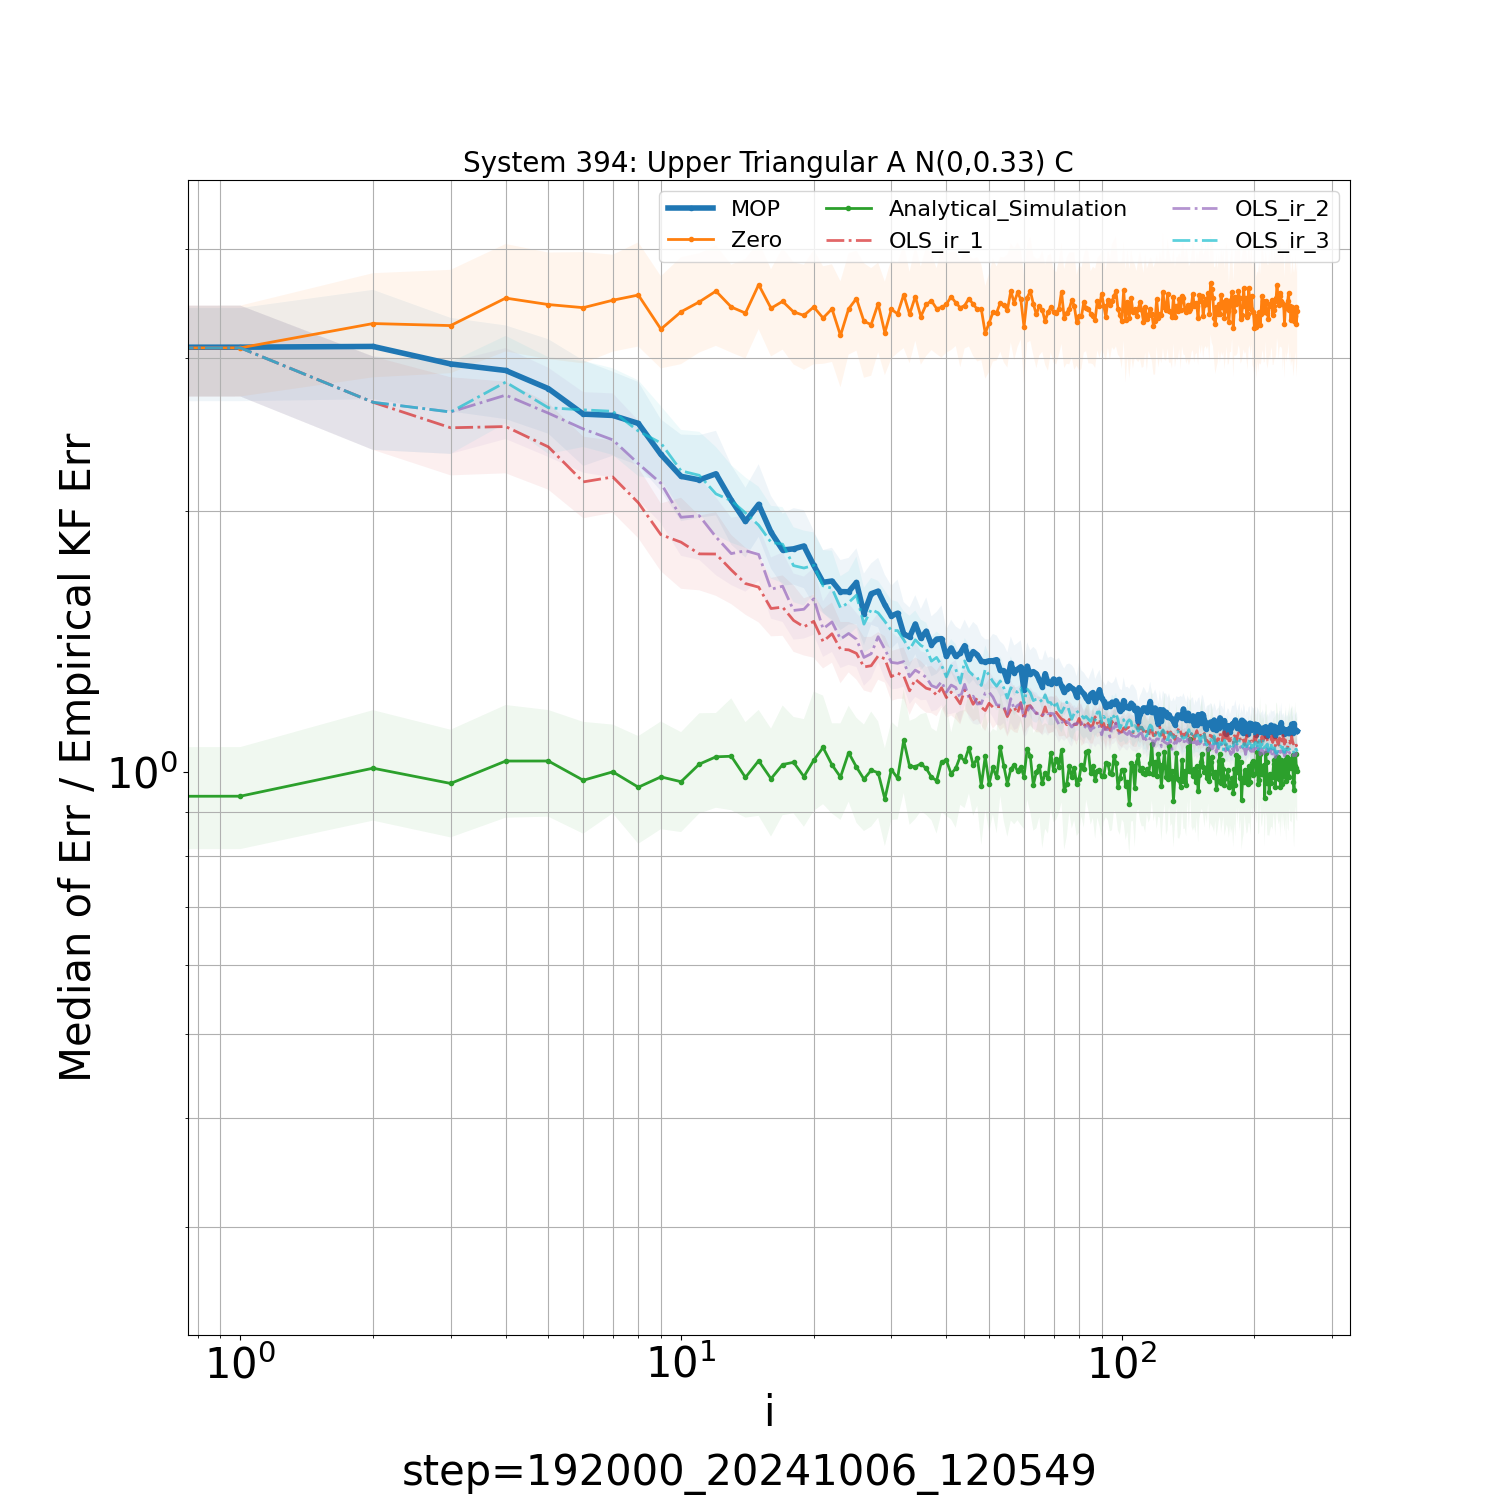 System 394: Upper Triangular A N(0,0.33) C
MOP
Zero
Analytical_Simulation
OLS_ir_1
OLS_ir_2
OLS_ir_3
Median of Err / Empirical KF Err
10⁰
10⁰
10¹
10²
i
step=192000_20241006_120549